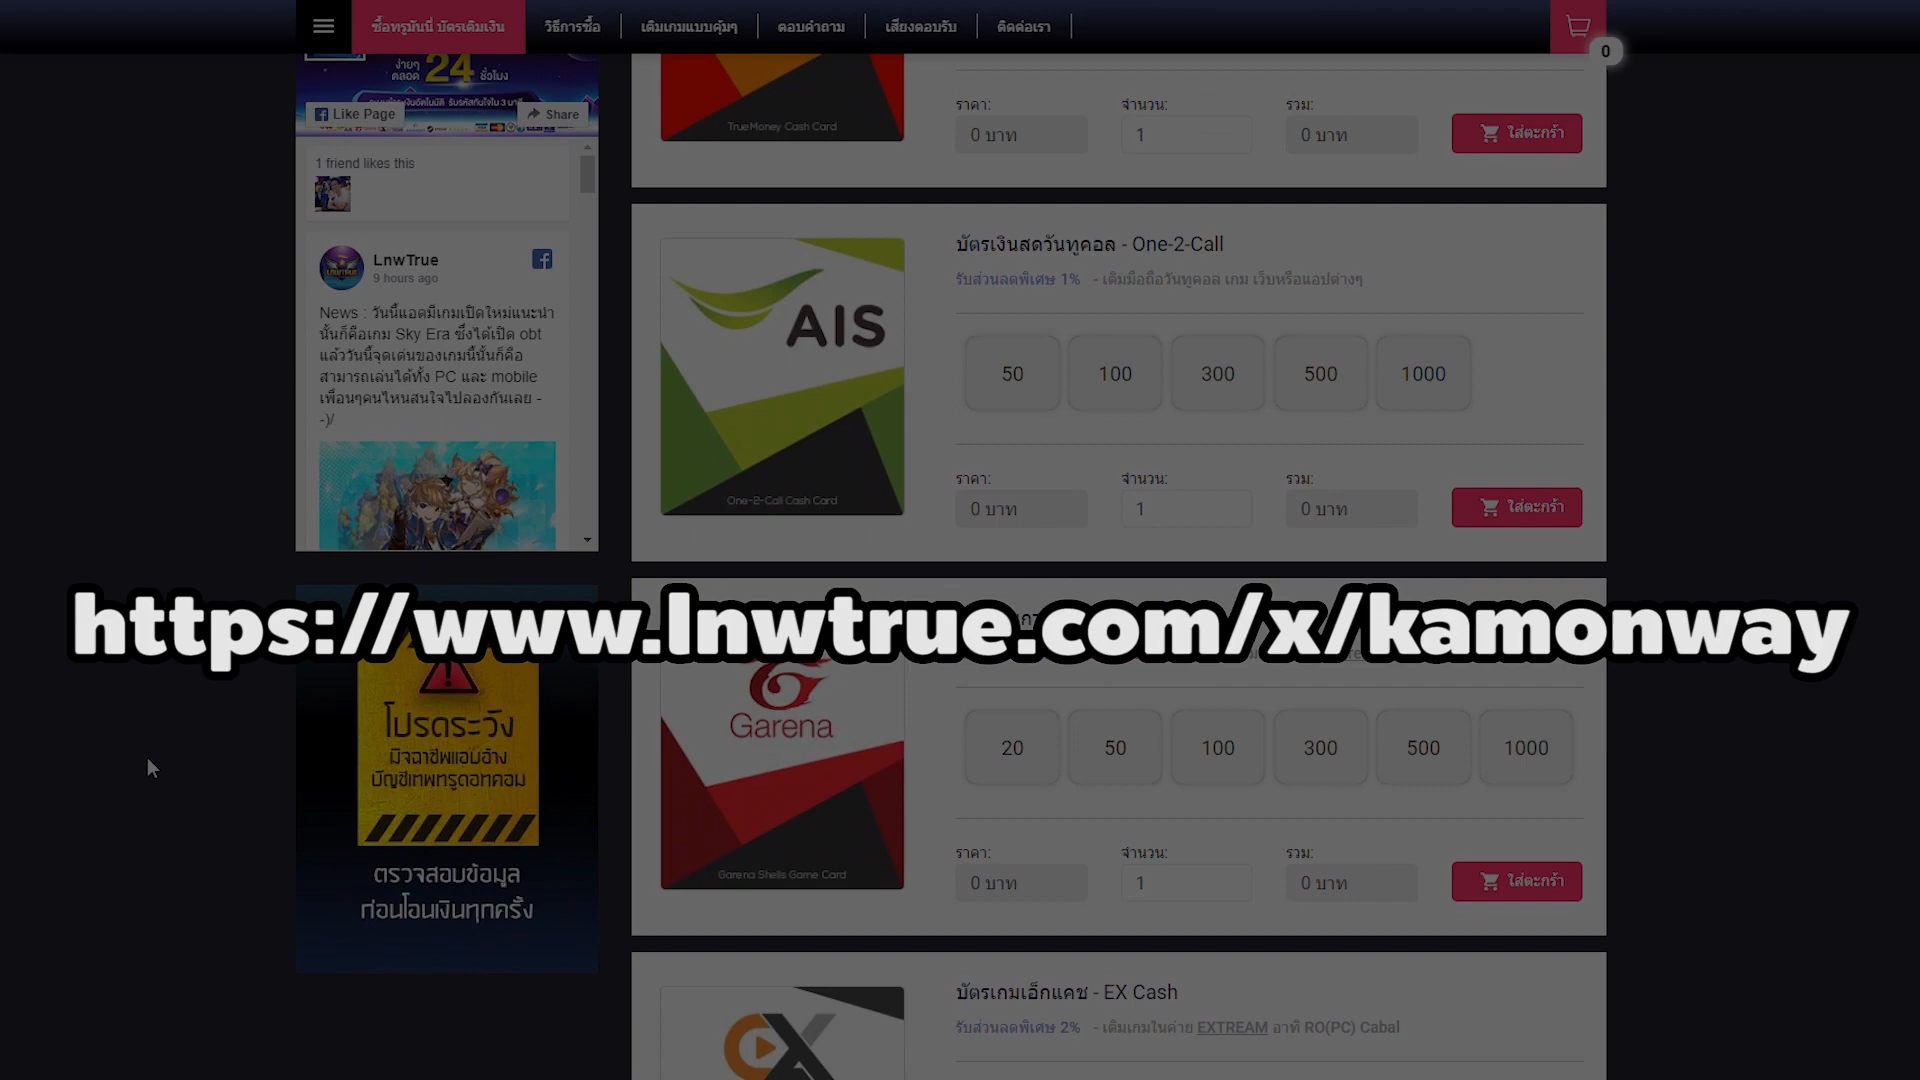 ซื้อทรูมันนี่ บัตรเติมเงิน
วิธีการซื้อ
เติมเกมแบบคุ้มๆ
ตอบคำถาม
เสียงตอบรับ
ติดต่อเรา
0
ง่ายๆ
ตลอด 24 ชั่วโมง
Like Page
Share
1 friend likes this
LnwTrue
9 hours ago
News : วันนี้แอดมีเกมเปิดใหม่แนะนำ
นั้นก็คือเกม Sky Era ซึ่งได้เปิด obt
แล้ววันนี้จุดเด่นของเกมนี้นั้นก็คือ
สามารถเล่นได้ทั้ง PC และ mobile
เพื่อนๆคนไหนสนใจไปลองกันเลย -
-)/
TrueMoney Cash Card
ราคา:
จำนวน:
รวม:
0 บาท
1
0 บาท
ใส่ตะกร้า
AIS
One-2-Call Cash Card
บัตรเงินสดวันทูคอล - One-2-Call
รับส่วนลดพิเศษ 1% - เติมมือถือวันทูคอล เกม เว็บหรือแอปต่างๆ
50
100
300
500
1000
ราคา:
จำนวน:
รวม:
0 บาท
1
0 บาท
ใส่ตะกร้า
https://www.lnwtrue.com/x/kamonway
โปรดระวัง
มิจฉาชีพแอบอ้าง
บัญชีเทพทรูดอทคอม
ตรวจสอบข้อมูล
ก่อนโอนเงินทุกครั้ง
Garena
Garena Shells Game Card
20
50
100
300
500
1000
ราคา:
จำนวน:
รวม:
0 บาท
1
0 บาท
ใส่ตะกร้า
บัตรเกมเอ็กแคช - EX Cash
รับส่วนลดพิเศษ 2% - เติมเกมในค่าย EXTREAM อาทิ RO(PC) Cabal